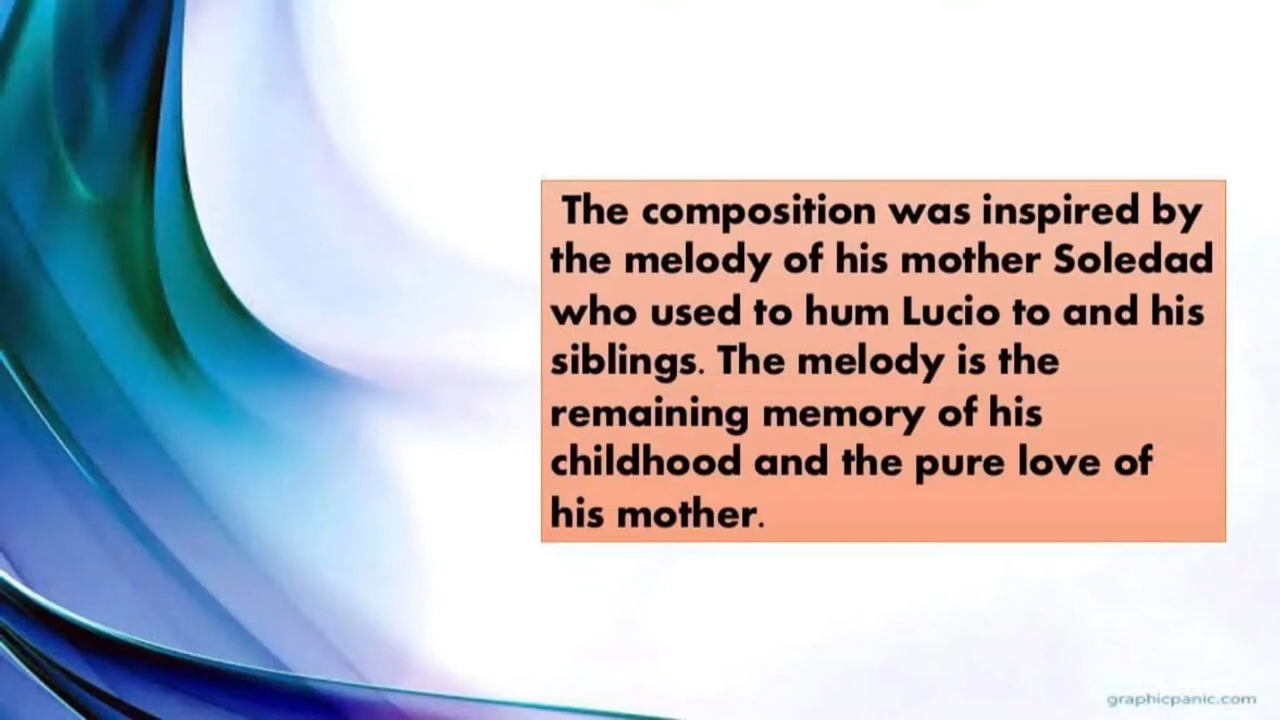 The composition was inspired by
the melody of his mother Soledad
who used to hum Lucio to and his
siblings. The melody is the
remaining memory of his
childhood and the pure love of
his mother.
graphicpanic.com